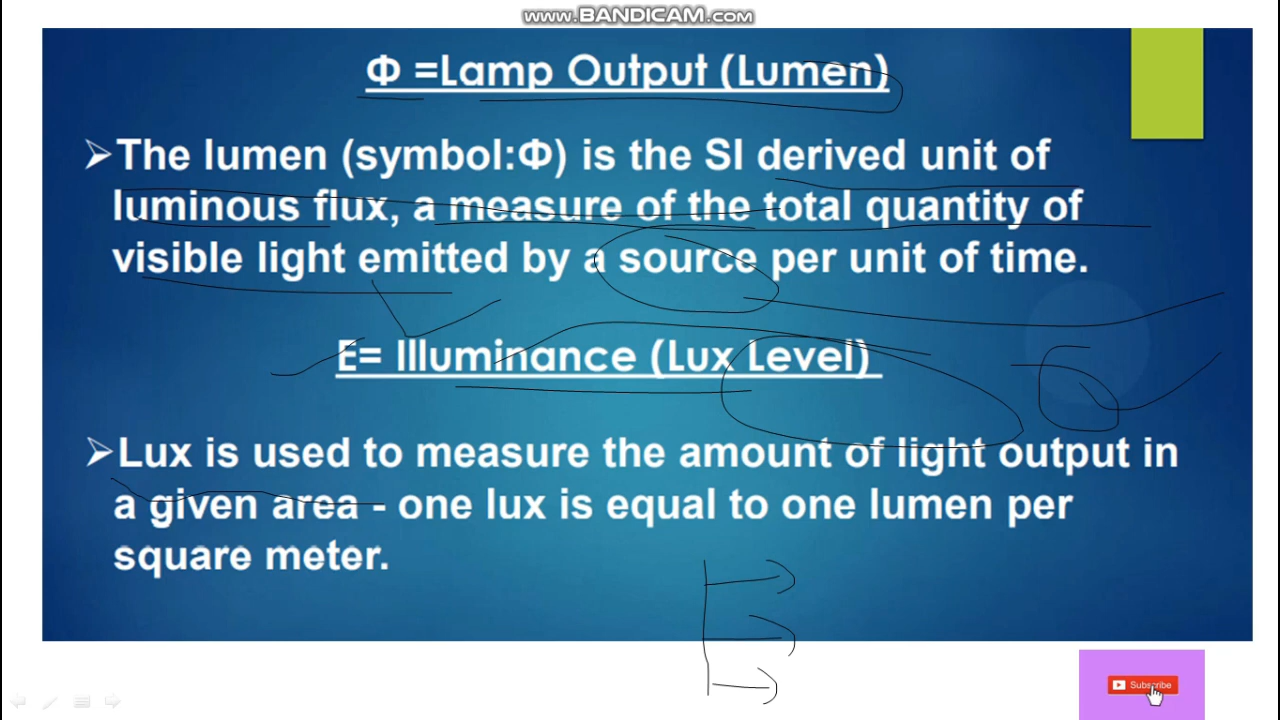 www.BANDICAM.com
Φ =Lamp Output (Lumen)
➢The lumen (symbol:Φ) is the SI derived unit of
luminous flux, a measure of the total quantity of
visible light emitted by a source per unit of time.
E= Illuminance (Lux Level)
➢Lux is used to measure the amount of light output in
a given area - one lux is equal to one lumen per
square meter.
Subscribe